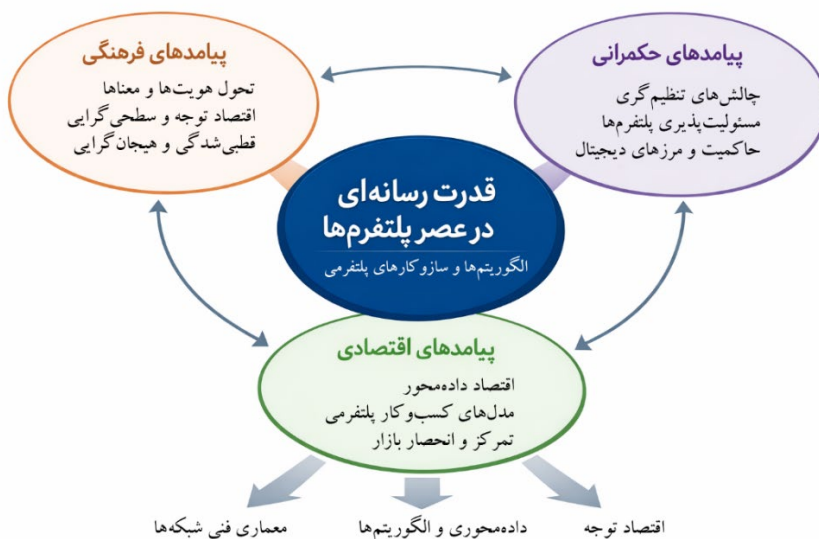 پیامدهای حکمرانی
چالش‌های تنظیم‌گری
مسئولیت‌پذیری پلتفرم‌ها
حاکمیت و مرزهای دیجیتال
پیامدهای فرهنگی
تحول هویت‌ها و معناها
اقتصاد توجه و سطحی‌گرایی
قطبی‌شدگی و هیجان‌گرایی
قدرت رسانه‌ای
در عصر پلتفرم‌ها
الگوریتم‌ها و سازوکارهای پلتفرمی
پیامدهای اقتصادی
اقتصاد داده‌محور
مدل‌های کسب‌وکار پلتفرمی
تمرکز و انحصار بازار
اقتصاد توجه
داده‌محوری و الگوریتم‌ها
معماری فنی شبکه‌ها